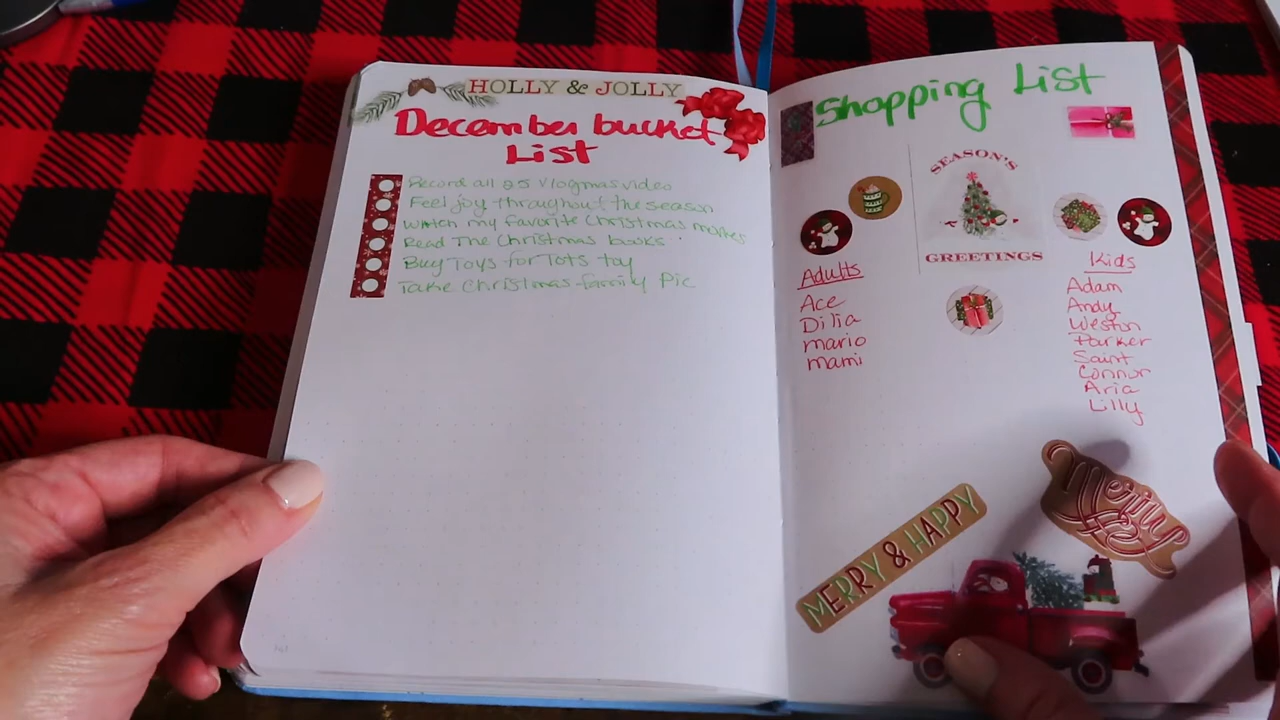 HOLLY & JOLLY
December bucket
List
Record all 25 Vlogmas video
Feel joy throughout the season
Watch my favorite Christmas movies
Read The Christmas books
Buy Toys for Tots toy
Take Christmas family Pic
Shopping List
SEASON'S
GREETINGS
Adults
Ace
Dilia
mario
mami
Kids
Adam
Andy
Weston
Parker
Saint
Connor
Aria
Lilly
MERRY & HAPPY
Merry